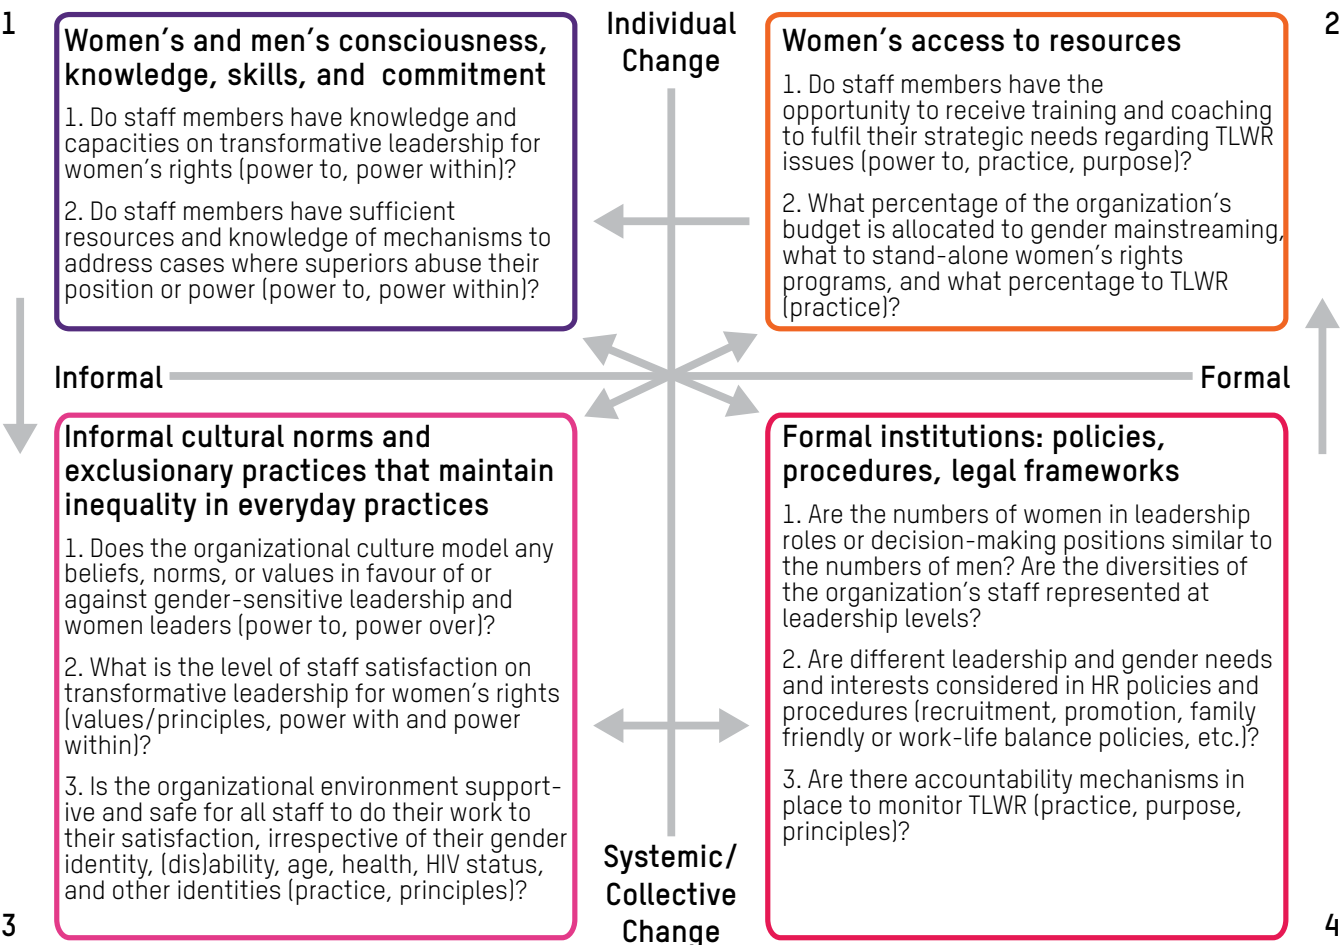 1
Women's and men's consciousness,
knowledge, skills, and commitment
1. Do staff members have knowledge and
capacities on transformative leadership for
women's rights (power to, power within)?
2. Do staff members have sufficient
resources and knowledge of mechanisms to
address cases where superiors abuse their
position or power (power to, power within)?
Individual
Change
2
Women's access to resources
1. Do staff members have the
opportunity to receive training and coaching
to fulfil their strategic needs regarding TLWR
issues (power to, practice, purpose)?
2. What percentage of the organization's
budget is allocated to gender mainstreaming,
what to stand-alone women's rights
programs, and what percentage to TLWR
(practice)?
Informal
Formal
Informal cultural norms and
exclusionary practices that maintain
inequality in everyday practices
1. Does the organizational culture model any
beliefs, norms, or values in favour of or
against gender-sensitive leadership and
women leaders (power to, power over)?
2. What is the level of staff satisfaction on
transformative leadership for women's rights
(values/principles, power with and power
within)?
3. Is the organizational environment support-
ive and safe for all staff to do their work to
their satisfaction, irrespective of their gender
identity, (dis)ability, age, health, HIV status,
and other identities (practice, principles)?
3
Systemic/
Collective
Change
Formal institutions: policies,
procedures, legal frameworks
1. Are the numbers of women in leadership
roles or decision-making positions similar to
the numbers of men? Are the diversities of
the organization's staff represented at
leadership levels?
2. Are different leadership and gender needs
and interests considered in HR policies and
procedures (recruitment, promotion, family
friendly or work-life balance policies, etc.)?
3. Are there accountability mechanisms in
place to monitor TLWR (practice, purpose,
principles)?
4